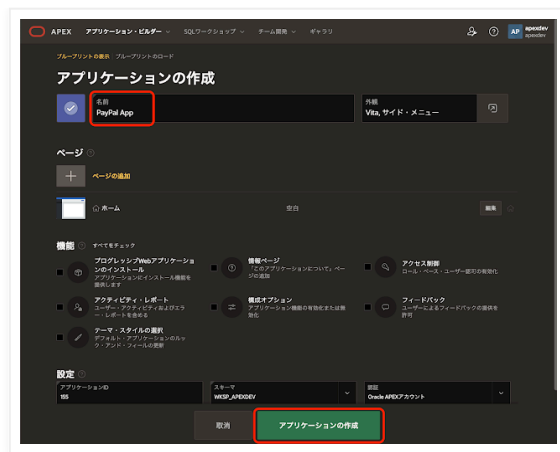 APEX アプリケーション・ビルダー SQLワークショップ チーム開発 ギャラリ AP apexdev
apexdev
ブループリントの表示 ブループリントのロード
アプリケーションの作成
名前
PayPal App
外観
Vita, サイド・メニュー
ページ
ページの追加
ホーム 空白 編集
機能 すべてをチェック
プログレッシブWebアプリケーショ
ンのインストール
アプリケーションにインストール機能を
提供します
情報ページ
「このアプリケーションについて」ペー
ジの追加
アクセス制御
ロール・ベース・ユーザー認可の有効化
アクティビティ・レポート
ユーザー・アクティビティおよびエラ
ー・レポートを含める
構成オプション
アプリケーション機能の有効化または無
効化
フィードバック
ユーザーによるフィードバックの提供を
許可
テーマ・スタイルの選択
デフォルト・アプリケーションのルッ
ク・アンド・フィールの更新
設定
アプリケーションID
155
スキーマ
WKSP_APEXDEV
認証
Oracle APEXアカウント
取消 アプリケーションの作成